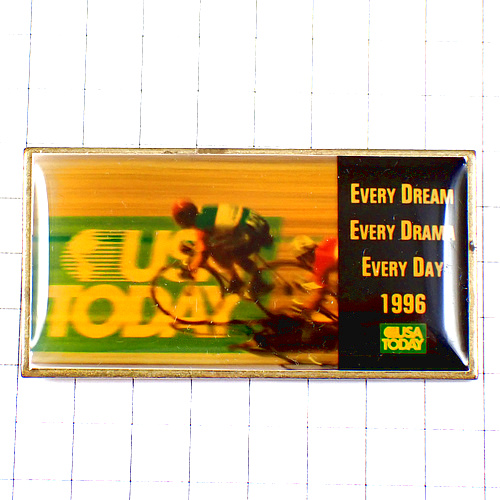 USA
TODAY
EVERY DREAM
EVERY DRAMA
EVERY DAY
1996
USA
TODAY